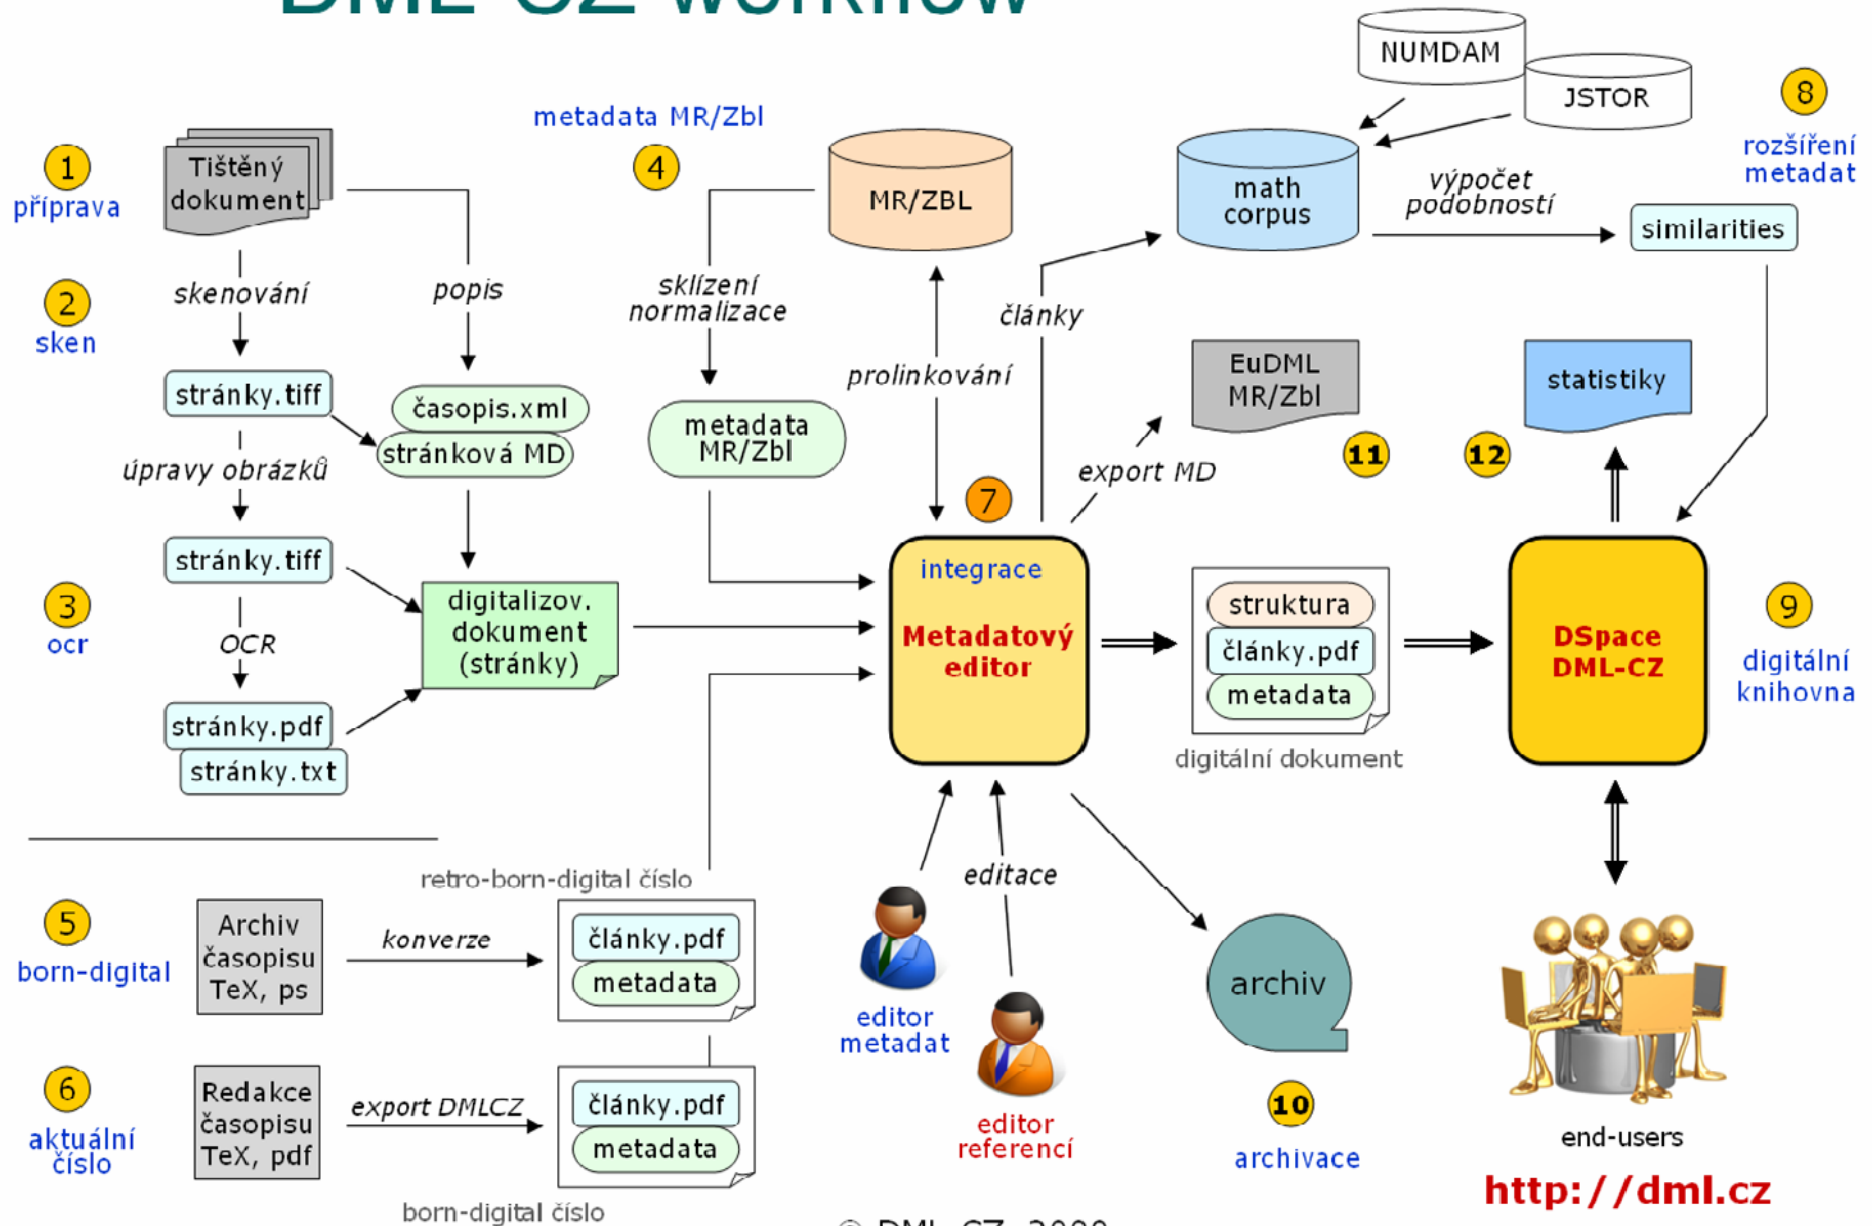 DML-CZ workflow
NUMDAM
JSTOR
8
rozšíření
metadat
metadata MR/Zbl
1
příprava
Tištěný
dokument
4
MR/ZBL
math
corpus
výpočet
podobností
similarities
2
sken
skenování
popis
sklízení
normalizace
články
prolinkování
EuDML
MR/Zbl
statistiky
stránky.tiff
časopis.xml
stránková MD
metadata
MR/Zbl
11
12
export MD
úpravy obrázků
7
stránky.tiff
integrace
Metadatový
editor
3
ocr
OCR
digitalizov.
dokument
(stránky)
struktura
články.pdf
metadata
digitální dokument
DSpace
DML-CZ
9
digitální
knihovna
stránky.pdf
stránky.txt
retro-born-digital číslo
editace
5
born-digital
Archiv
časopisu
TeX, ps
konverze
články.pdf
metadata
editor
metadat
archiv
6
aktuální
číslo
Redakce
časopisu
TeX, pdf
export DMLCZ
články.pdf
metadata
editor
referencí
10
archivace
end-users
http://dml.cz
born-digital číslo